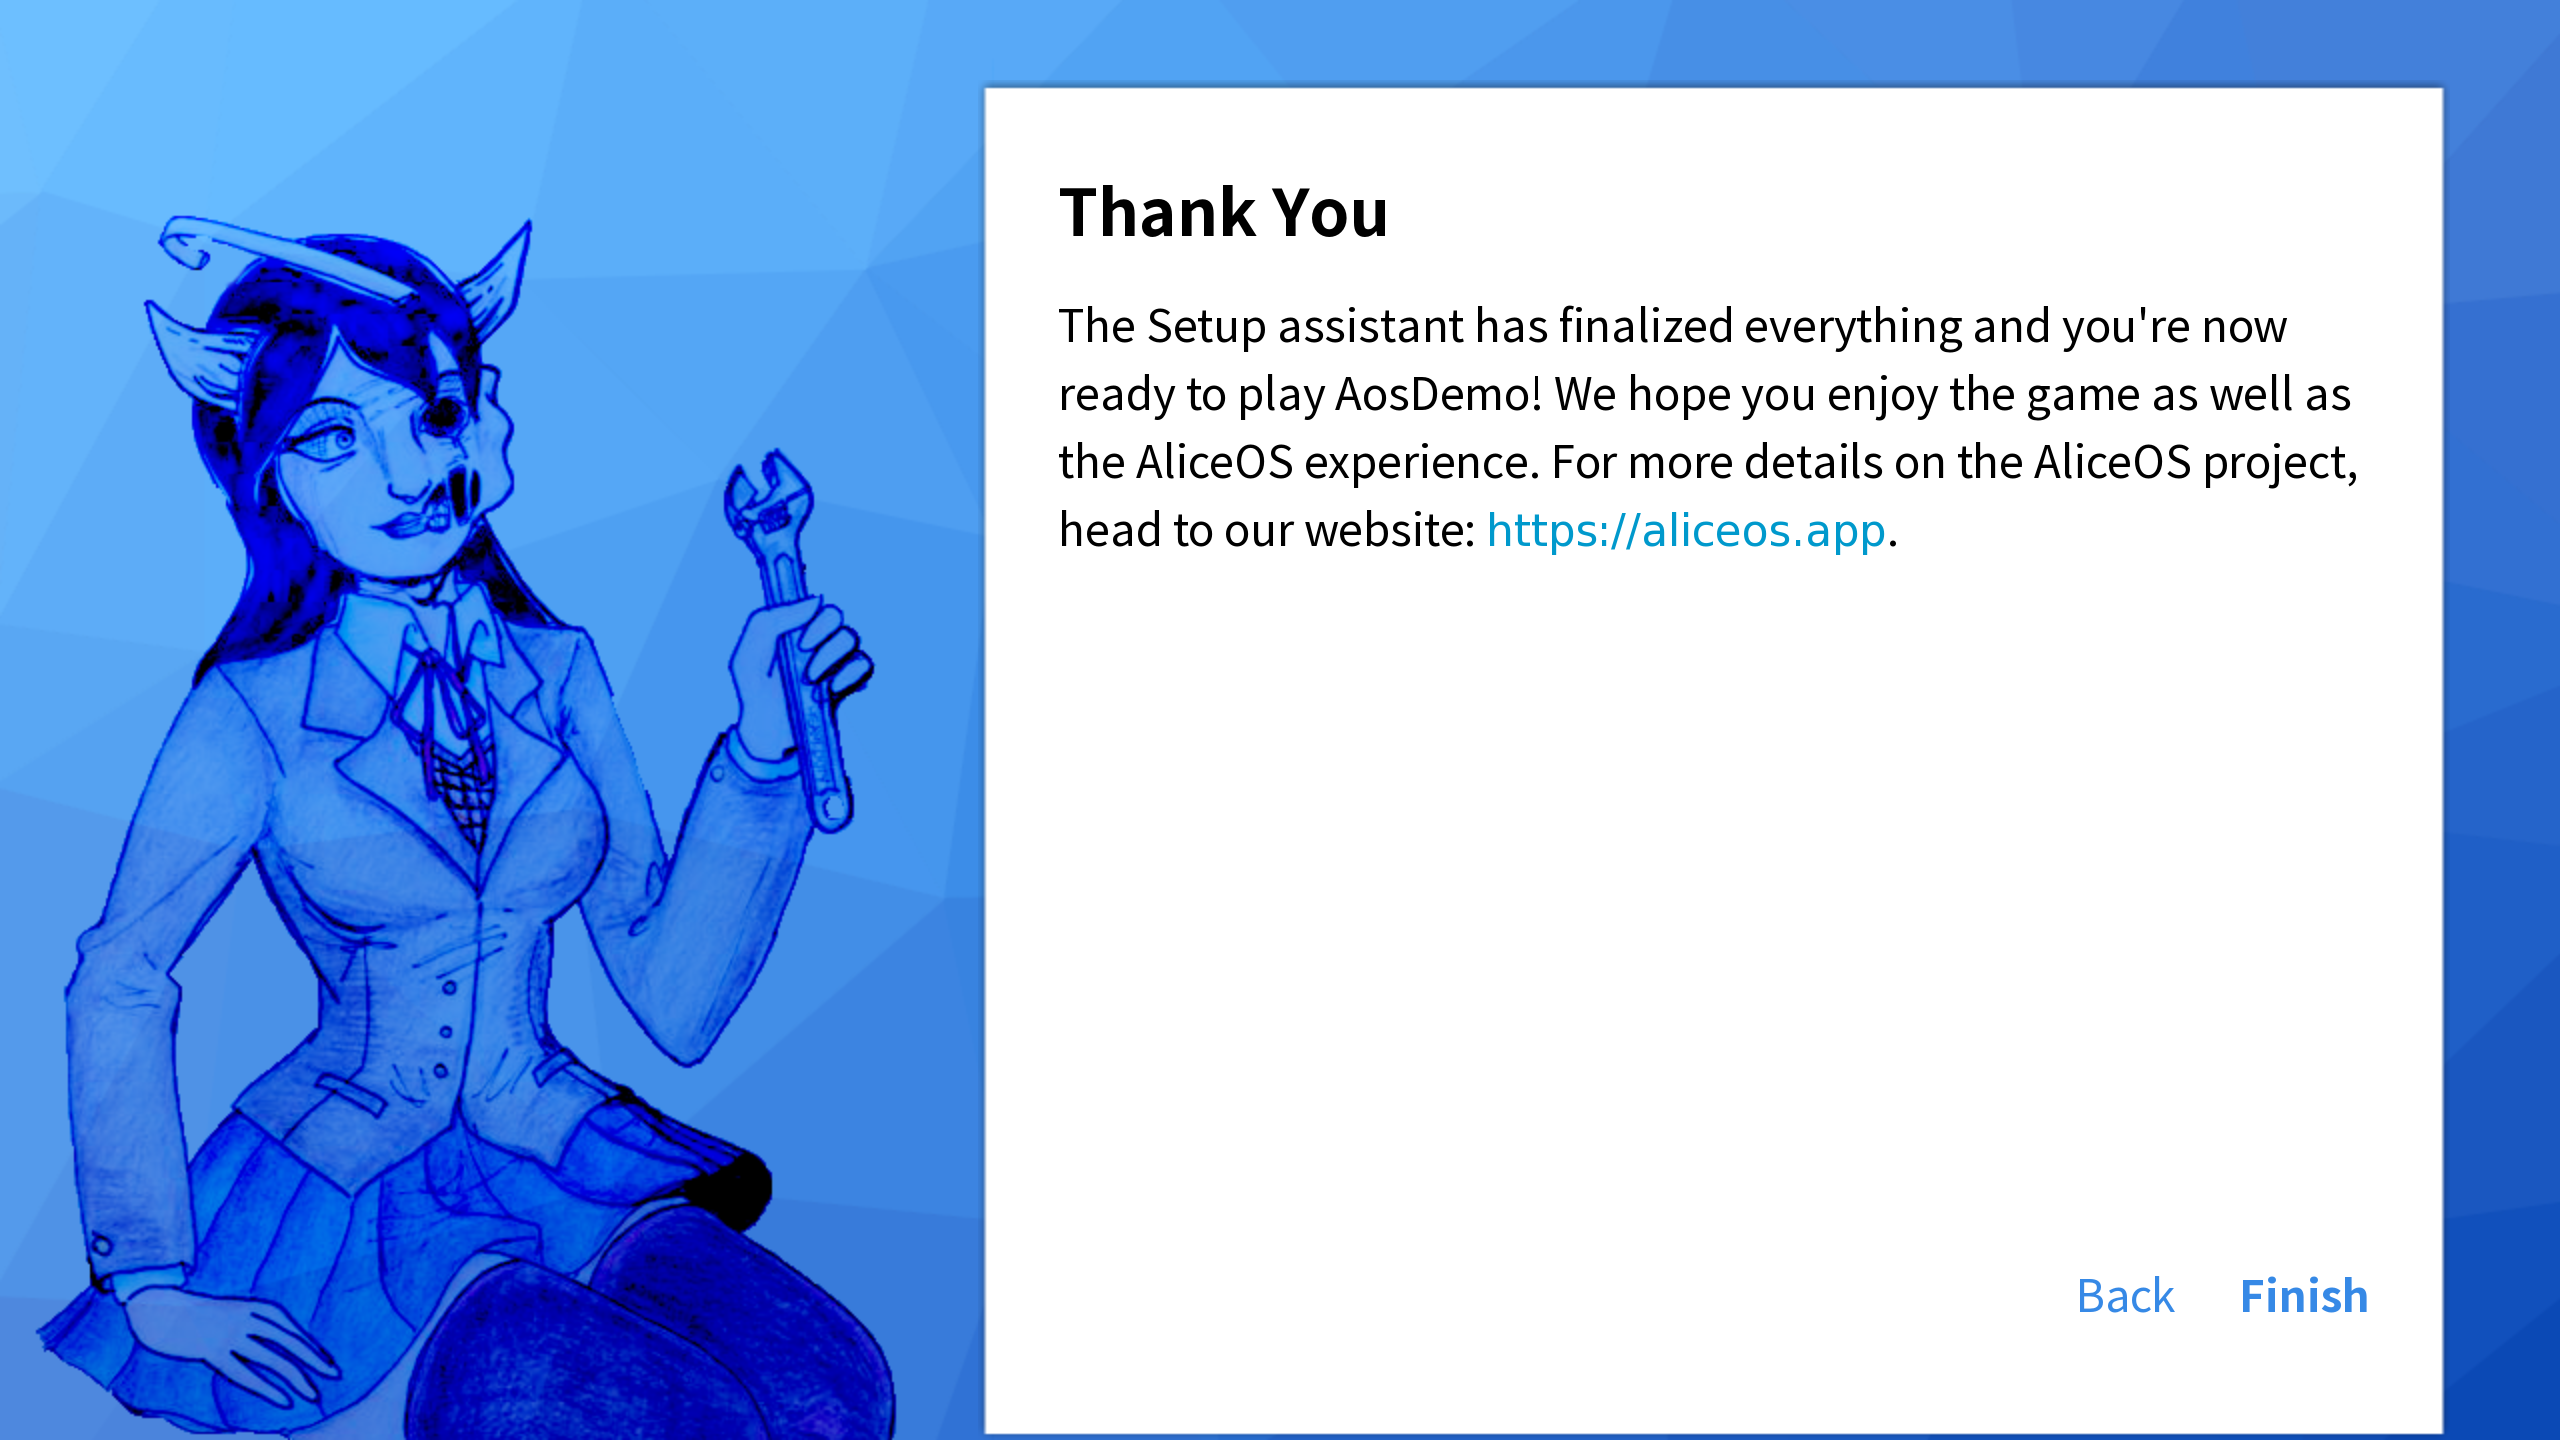 Thank You
The Setup assistant has finalized everything and you're now
ready to play AosDemo! We hope you enjoy the game as well as
the AliceOS experience. For more details on the AliceOS project,
head to our website: https://aliceos.app.
Back Finish